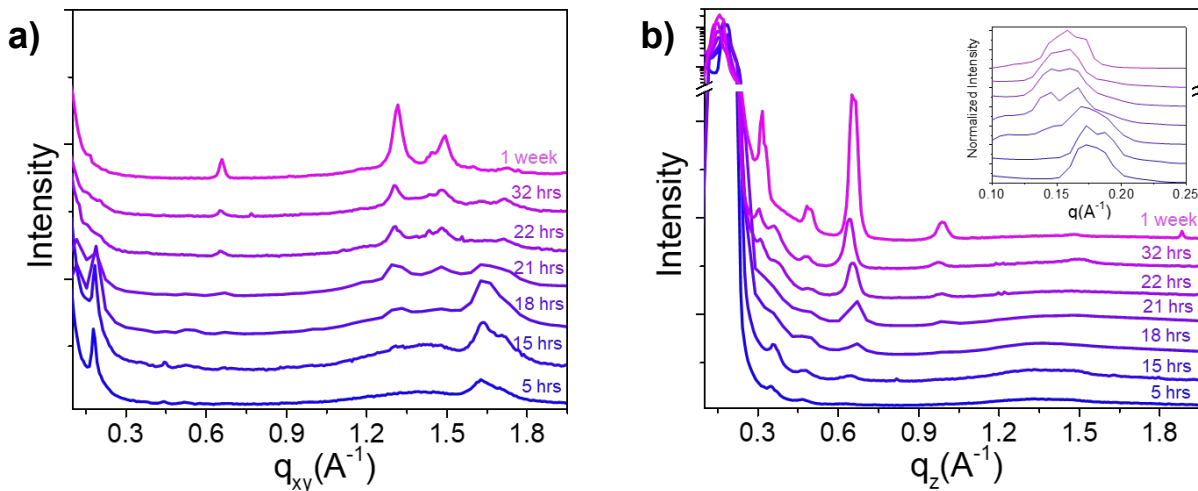 a)
Intensity
1 week
32 hrs
22 hrs
21 hrs
18 hrs
15 hrs
5 hrs
0.3 0.6 0.9 1.2 1.5 1.8
q_xy(A^-1)
b)
Intensity
1 week
32 hrs
22 hrs
21 hrs
18 hrs
15 hrs
5 hrs
0.3 0.6 0.9 1.2 1.5 1.8
q_z(A^-1)
Normalized Intensity
0.10 0.15 0.20 0.25
q(A^-1)